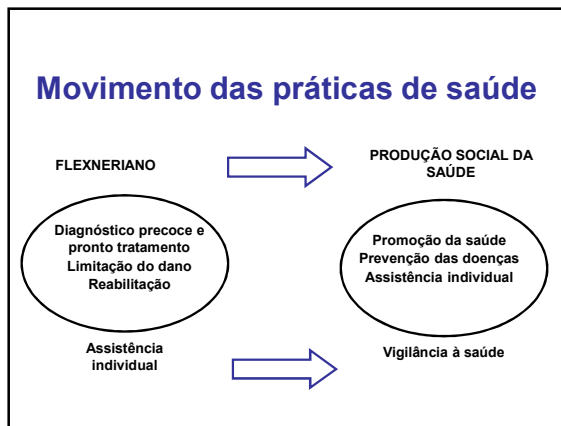 Movimento das práticas de saúde
FLEXNERIANO
PRODUÇÃO SOCIAL DA
SAÚDE
Diagnóstico precoce e
pronto tratamento
Limitação do dano
Reabilitação
Promoção da saúde
Prevenção das doenças
Assistência individual
Assistência
individual
Vigilância à saúde